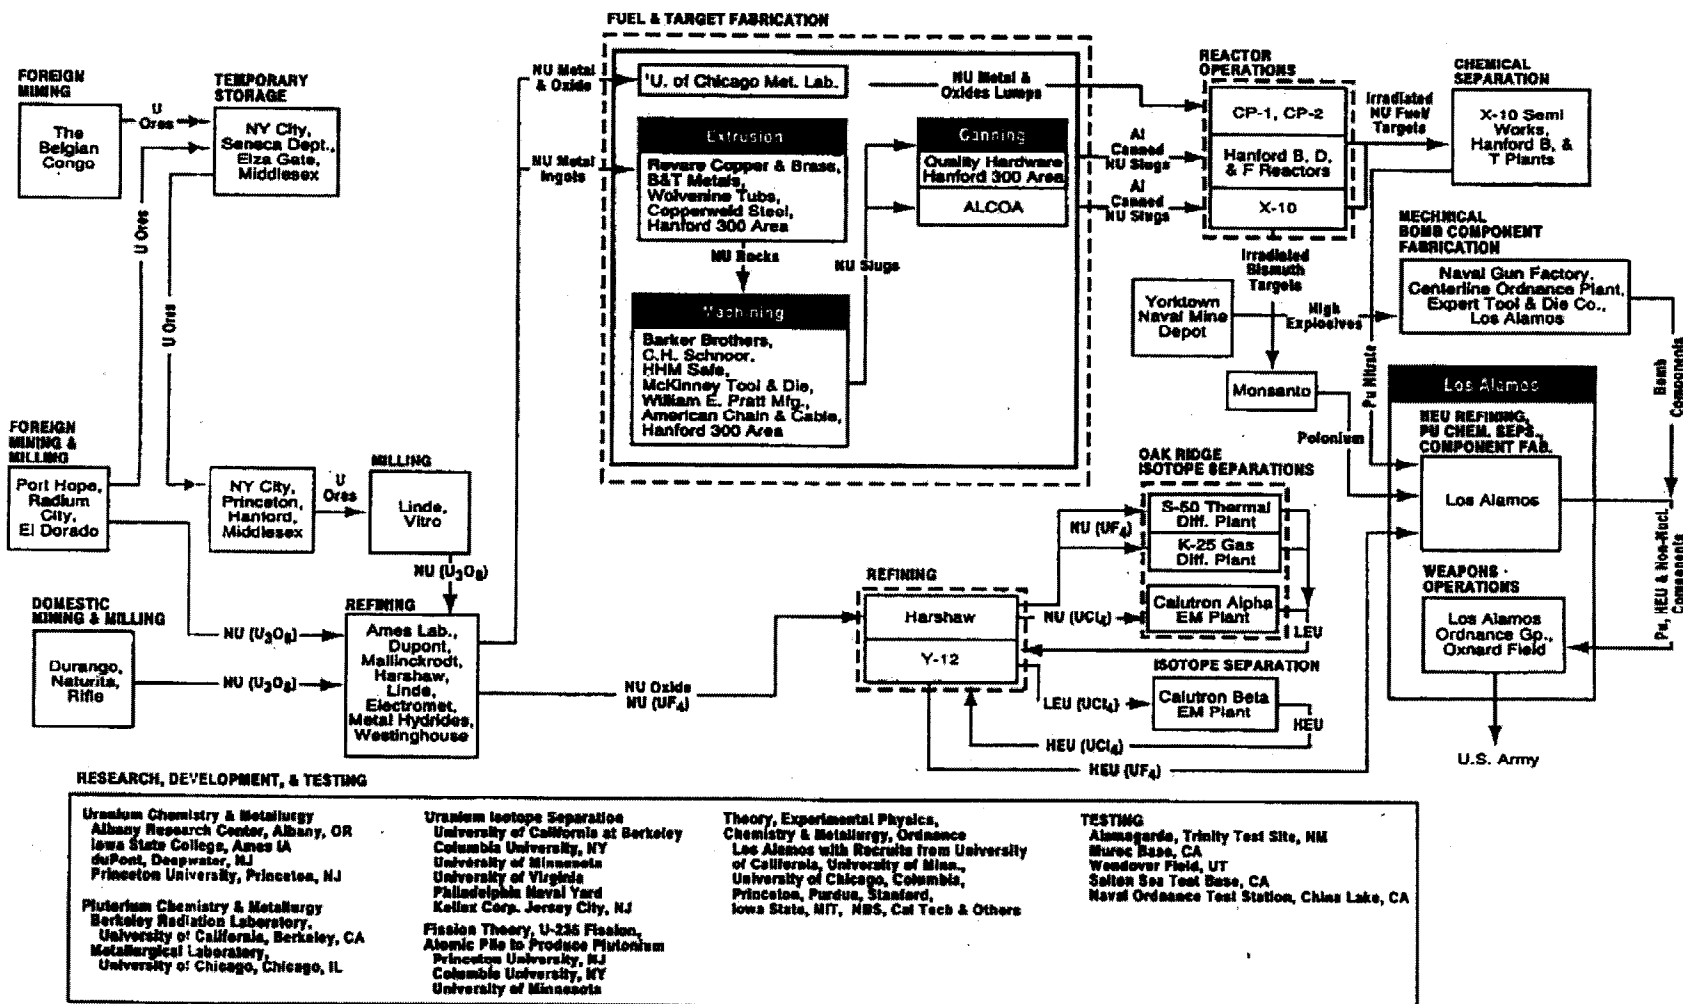 FUEL & TARGET FABRICATION
FOREIGN
MINING
The
Belgian
Congo
U
Ores
TEMPORARY
STORAGE
NY City,
Seneca Dept.,
Elza Gate,
Middlesex
U Ores
U Ores
NU Metal
& Oxide
NU Metal
Ingots
'U. of Chicago Met. Lab.
Extrusion
Revere Copper & Brase,
B&T Metals,
Wolvenine Tubs,
Copperweld Steel,
Hanford 300 Area
NU Rocks
Machining
Barker Brothers,
C.H. Schnoor,
HHM Safe,
McKinney Tool & Die,
William E. Pratt Mfg.,
American Chain & Cable,
Hanford 300 Area
NU Slugs
Canning
Quality Hardware
Hanford 300 Area
ALCOA
NU Metal &
Oxides Lumps
Al
Canned
NU Slugs
Al
Canned
NU Slugs
REACTOR
OPERATIONS
CP-1, CP-2
Hanford B, D,
& F Reactors
X-10
Irradiated
NU Fuel/
Targets
CHEMICAL
SEPARATION
X-10 Semi
Works,
Hanford B, &
T Plants
Irradiated
Bismuth
Targets
Yorktown
Naval Mine
Depot
High
Explosives
MECHNICAL
BOMB COMPONENT
FABRICATION
Naval Gun Factory,
Centerline Ordnance Plant,
Expert Tool & Die Co.,
Los Alamos
Bomb
Components
Pu Nitrate
Monsanto
Polonium
Los Alamos
HEU REFINING,
PU CHEM. SEPS.,
COMPONENT FAB.
Los Alamos
Pu, HEU & Non-Nucl.
Components
WEAPONS
OPERATIONS
Los Alamos
Ordnance Gp.,
Oxnard Field
U.S. Army
FOREIGN
MINING &
MILLING
Port Hope,
Radium
City,
El Dorado
NY City,
Princeton,
Hanford,
Middlesex
U
Ores
MILLING
Linde,
Vitro
NU (U3O8)
DOMESTIC
MINING & MILLING
Durango,
Naturita,
Rifle
NU (U3O8)
NU (U3O8)
REFINING
Ames Lab.,
Dupont,
Mallinckrodt,
Harshaw,
Linde,
Electromet,
Metal Hydrides,
Westinghouse
NU Oxide
NU (UF4)
REFINING
Harshaw
Y-12
NU (UF4)
NU (UCl4)
OAK RIDGE
ISOTOPE SEPARATIONS
S-50 Thermal
Diff. Plant
K-25 Gas
Diff. Plant
Calutron Alpha
EM Plant
LEU
ISOTOPE SEPARATION
LEU (UCl4)
Calutron Beta
EM Plant
HEU
HEU (UCl4)
HEU (UF4)
RESEARCH, DEVELOPMENT, & TESTING
Uranium Chemistry & Metallurgy
Albany Research Center, Albany, OR
Iowa State College, Ames IA
duPont, Deepwater, NJ
Princeton University, Princeton, NJ
Pluterium Chemistry & Metallurgy
Berkeley Radiation Laboratory,
University of California, Berkeley, CA
Metallurgical Laboratory,
University of Chicago, Chicago, IL
Uranium Isotope Separation
University of California at Berkeley
Columbia University, NY
University of Minnesota
University of Virginia
Philadelphia Naval Yard
Kellex Corp. Jersey City, NJ
Fission Theory, U-235 Fission,
Atomic Pile to Produce Plutonium
Princeton University, NJ
Columbia University, NY
University of Minnesota
Theory, Experimental Physics,
Chemistry & Metallurgy, Ordnance
Los Alamos with Recruits from University
of California, University of Minn.,
University of Chicago, Columbia,
Princeton, Purdue, Stanford,
Iowa State, MIT, NBS, Cal Tech & Others
TESTING
Alamagordo, Trinity Test Site, NM
Muroc Base, CA
Wendover Field, UT
Salton Sea Test Base, CA
Naval Ordnance Test Station, China Lake, CA